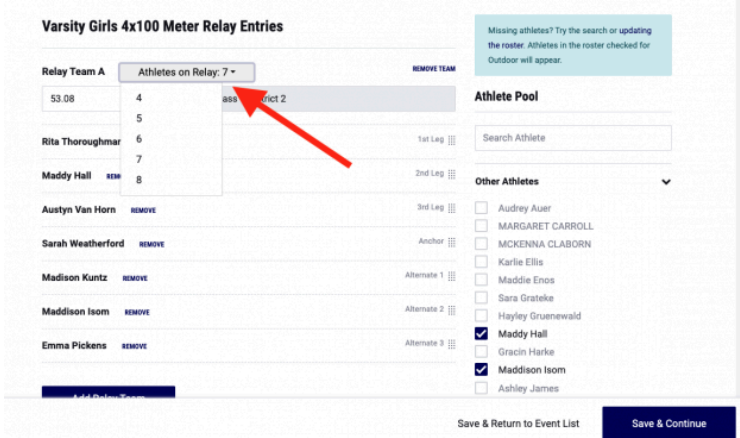 Varsity Girls 4x100 Meter Relay Entries
Relay Team A
Athletes on Relay: 7
REMOVE TEAM
53.08
4
5
6
7
8
2
Rita
1st Leg
Maddy Hall
2nd Leg
Austyn Van Horn REMOVE
3rd Leg
Sarah Weatherford REMOVE
Anchor
Madison Kuntz REMOVE
Alternate 1
Maddison Isom REMOVE
Alternate 2
Emma Pickens REMOVE
Alternate 3
Add Relay Team
Missing athletes? Try the search or updating
the roster. Athletes in the roster checked for
Outdoor will appear.
Athlete Pool
Search Athlete
Other Athletes
Audrey Auer
MARGARET CARROLL
MCKENNA CLABORN
Karlie Ellis
Maddie Enos
Sara Grateke
Hayley Gruenewald
Maddy Hall
Gracin Harke
Maddison Isom
Ashley James
Save & Return to Event List
Save & Continue